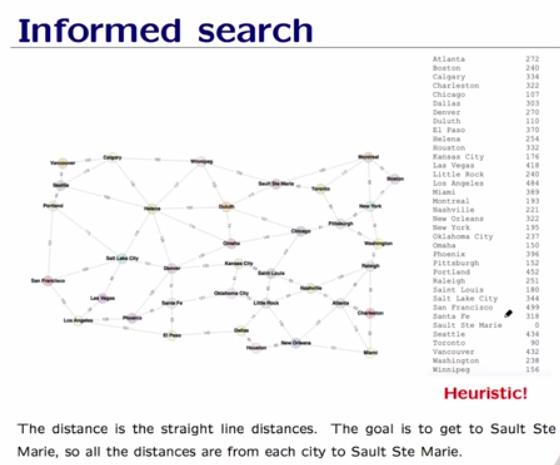 Informed search
Atlanta 272
Boston 240
Calgary 334
Charleston 322
Chicago 107
Dallas 303
Denver 270
Duluth 110
El Paso 370
Helena 254
Houston 332
Kansas City 176
Las Vegas 418
Little Rock 240
Los Angeles 484
Miami 389
Montreal 193
Nashville 221
New Orleans 322
New York 195
Oklahoma City 237
Omaha 150
Phoenix 396
Pittsburgh 152
Portland 452
Raleigh 251
Saint Louis 180
Salt Lake City 344
San Francisco 499
Santa Fe 318
Sault Ste Marie 0
Seattle 434
Toronto 90
Vancouver 432
Washington 238
Winnipeg 156
Vancouver
Calgary
Winnipeg
Montreal
Boston
Seattle
Sault Ste Marie
Toronto
Portland
Helena
Duluth
New York
Pittsburgh
Chicago
Omaha
Washington
Salt Lake City
Denver
Kansas City
Saint Louis
Raleigh
San Francisco
Las Vegas
Santa Fe
Oklahoma City
Nashville
Little Rock
Atlanta
Charleston
Los Angeles
Phoenix
El Paso
Dallas
Houston
New Orleans
Miami
Heuristic!
The distance is the straight line distances. The goal is to get to Sault Ste
Marie, so all the distances are from each city to Sault Ste Marie.